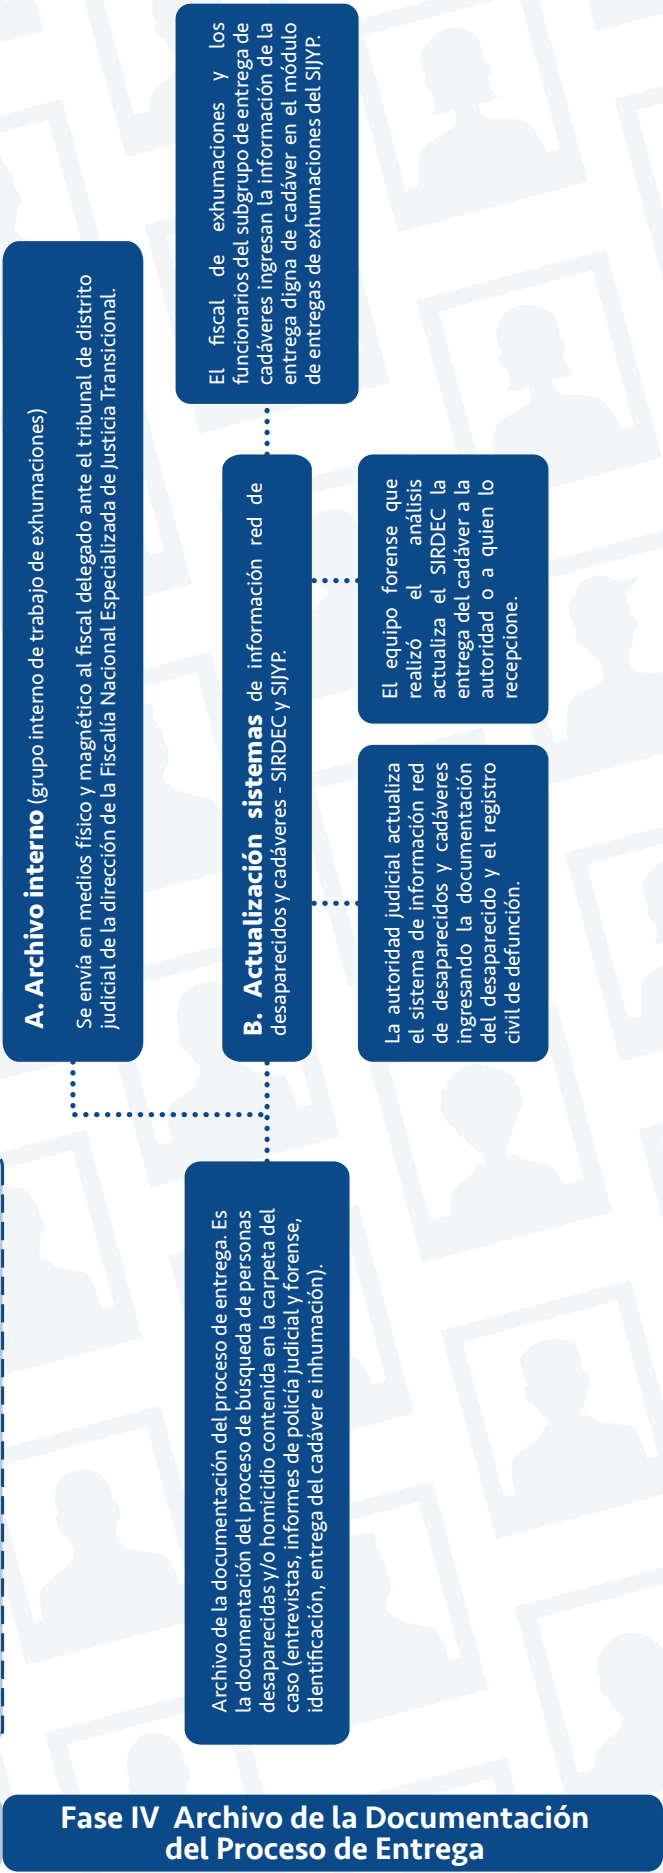 Fase IV Archivo de la Documentación
del Proceso de Entrega
Archivo de la documentación del proceso de entrega. Es
la documentación del proceso de búsqueda de personas
desaparecidas y/o homicidio contenida en la carpeta del
caso (entrevistas, informes de policía judicial y forense,
identificación, entrega del cadáver e inhumación).
A. Archivo interno (grupo interno de trabajo de exhumaciones)
Se envía en medios físico y magnético al fiscal delegado ante el tribunal de distrito
judicial de la dirección de la Fiscalía Nacional Especializada de Justicia Transicional.
B. Actualización sistemas de información red de
desaparecidos y cadáveres - SIRDEC y SIJYP.
La autoridad judicial actualiza
el sistema de información red
de desaparecidos y cadáveres
ingresando la documentación
del desaparecido y el registro
civil de defunción.
El equipo forense que
realizó el análisis
actualiza el SIRDEC la
entrega del cadáver a la
autoridad o a quien lo
recepcione.
El fiscal de exhumaciones y los
funcionarios del subgrupo de entrega de
cadáveres ingresan la información de la
entrega digna de cadáver en el módulo
de entregas de exhumaciones del SIJYP.